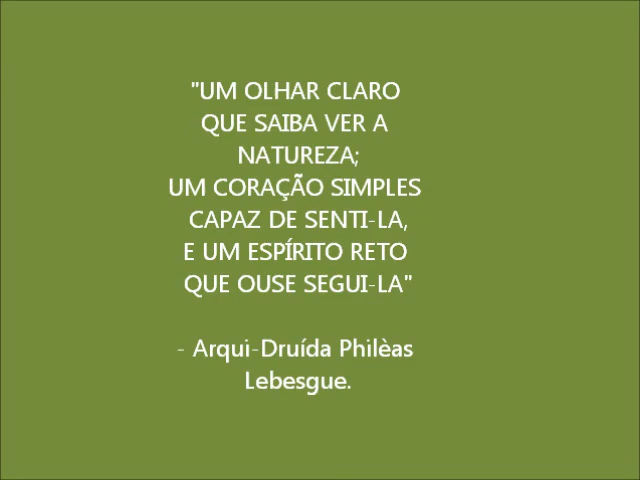 "UM OLHAR CLARO
QUE SAIBA VER A
NATUREZA;
UM CORAÇÃO SIMPLES
CAPAZ DE SENTI-LA,
E UM ESPÍRITO RETO
QUE OUSE SEGUI-LA"
- Arqui-Druída Philèas
Lebesgue.